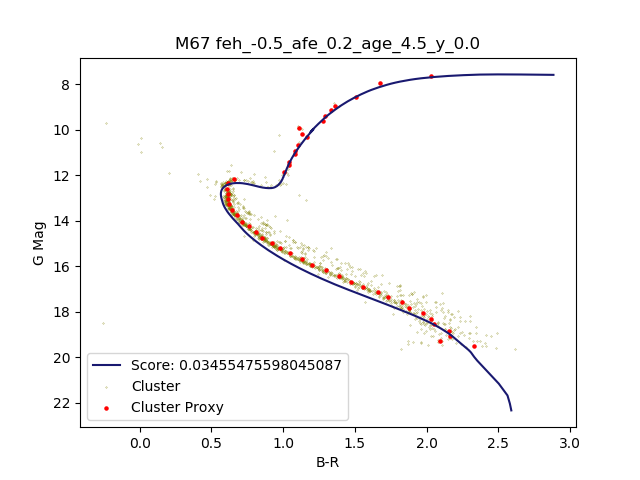 M67 feh_-0.5_afe_0.2_age_4.5_y_0.0
8
10
12
14
16
18
20
22
G Mag
Score: 0.03455475598045087
Cluster
Cluster Proxy
0.0 0.5 1.0 1.5 2.0 2.5 3.0
B-R